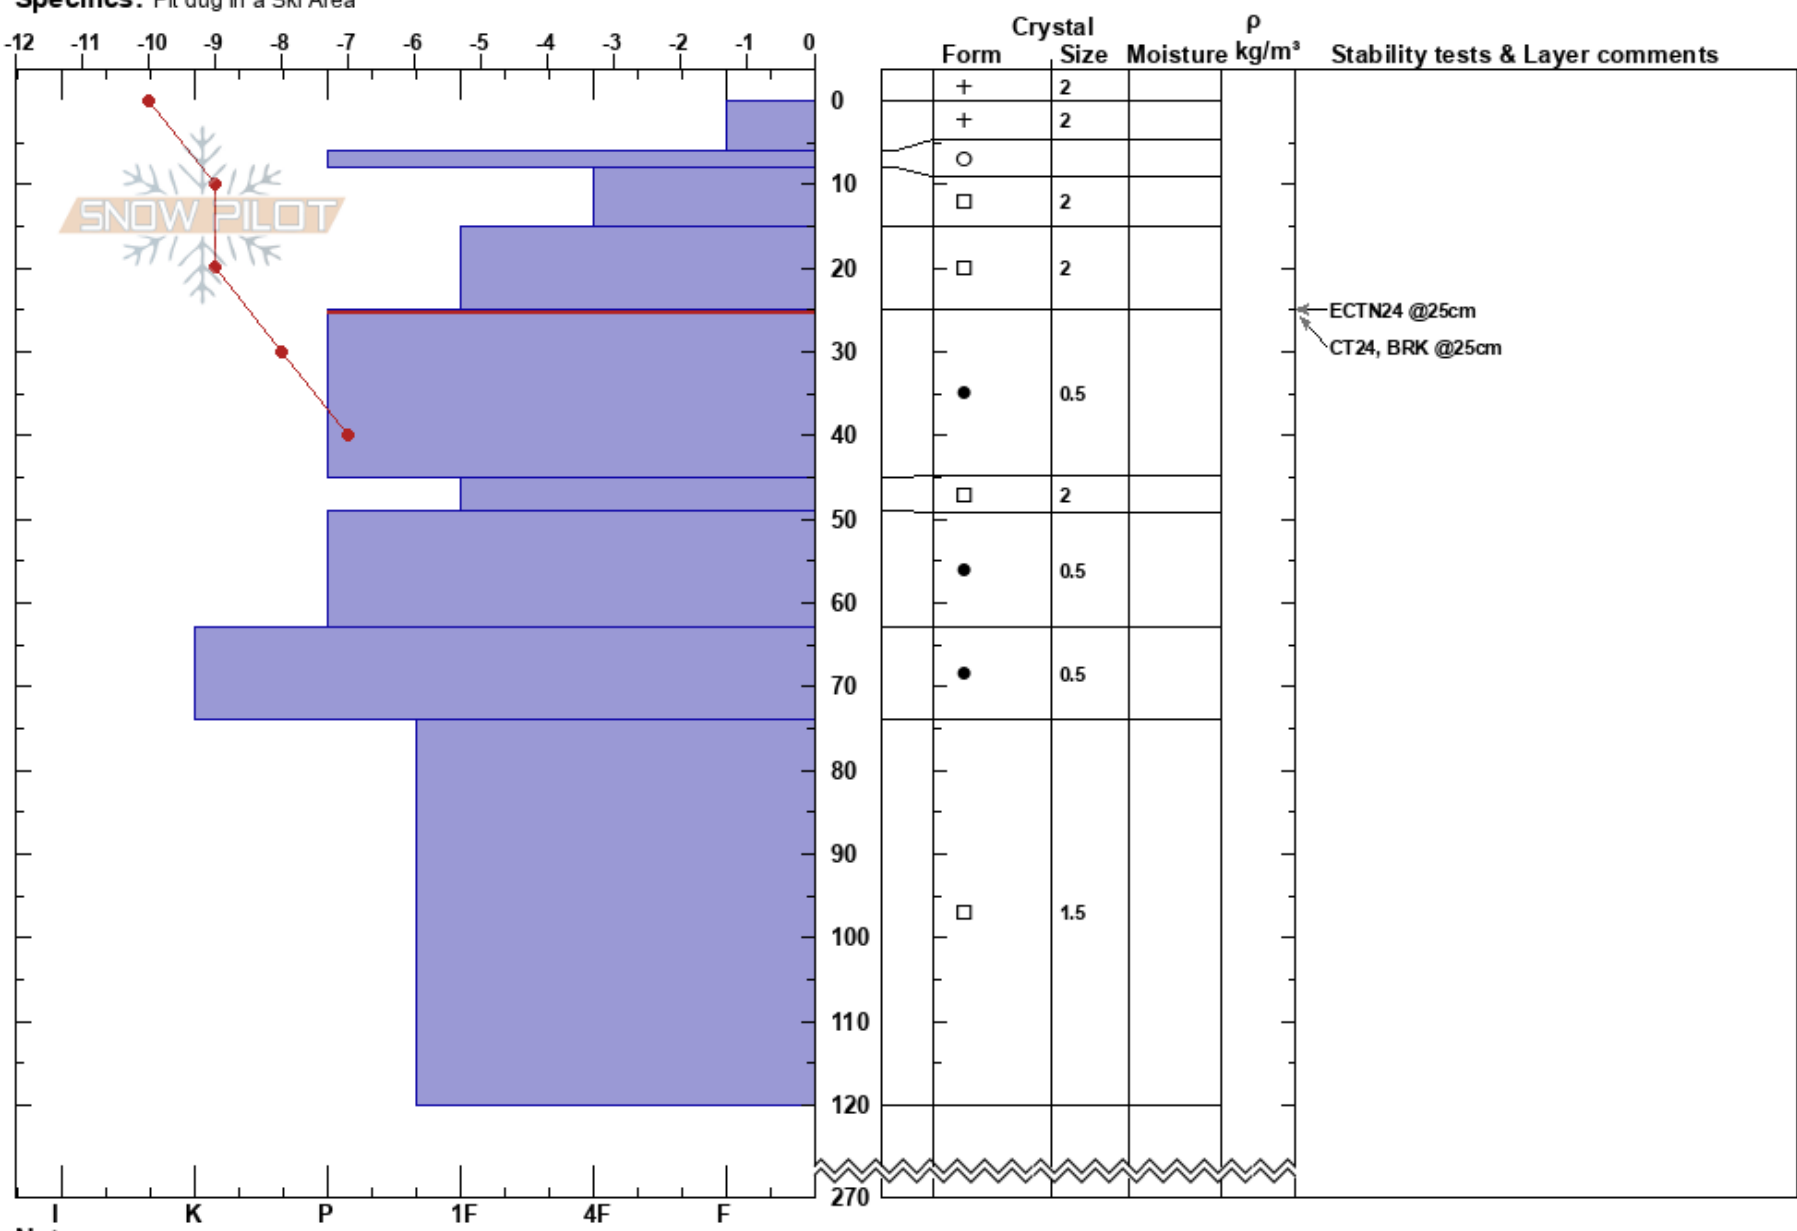 Specifics: Pit dug in a Ski Area
-12 -11 -10 -9 -8 -7 -6 -5 -4 -3 -2 -1 0
Crystal ρ
Form Size Moisture kg/m³ Stability tests & Layer comments
+ 2
0
+ 2
10
2
SNOW PILOT
20 2
ECTN24 @25cm
30 CT24, BRK @25cm
0.5
40
2
50
0.5
60
0.5
70
80
90
1.5
100
110
120
270
I K P 1F 4F F